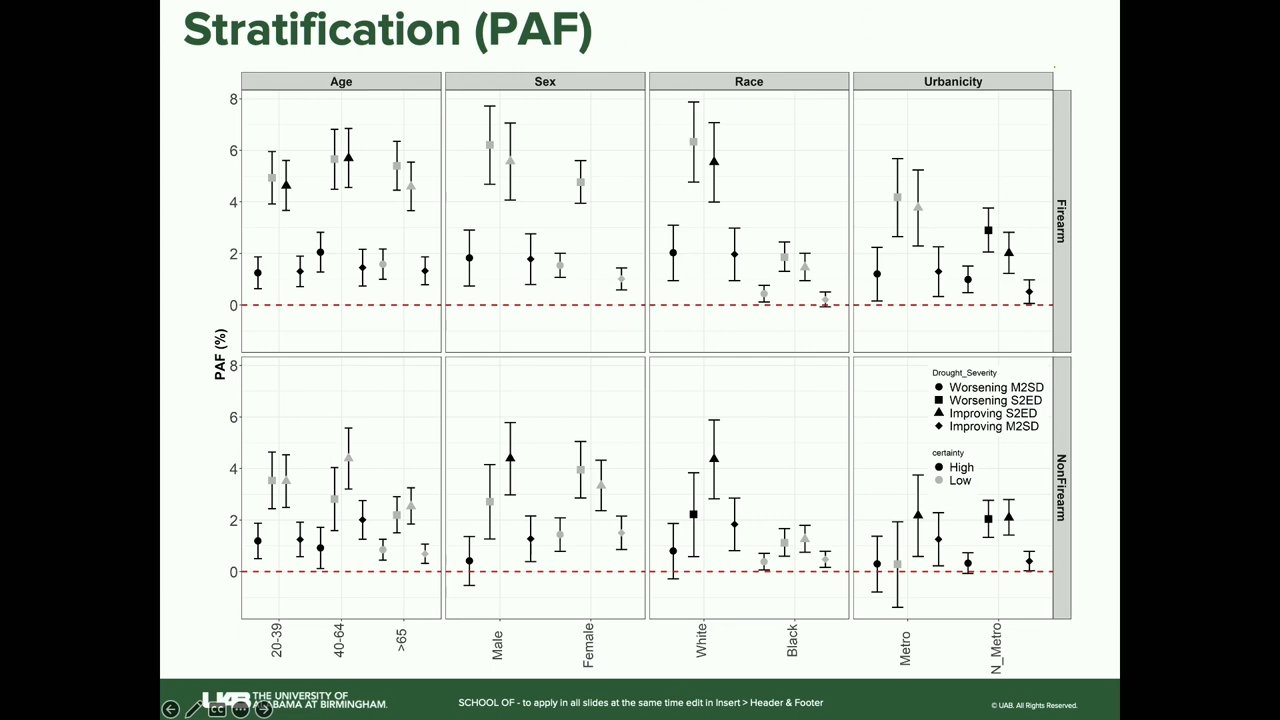 Stratification (PAF)
Age
Sex
Race
Urbanicity
8
6
4
2
0
Firearm
PAF (%)
8
6
4
2
0
NonFirearm
Drought_Severity
Worsening M2SD
Worsening S2ED
Improving S2ED
Improving M2SD
certainty
High
Low
20-39
40-64
>65
Male
Female
White
Black
Metro
N_Metro
UAB THE UNIVERSITY OF
ALABAMA AT BIRMINGHAM.
CC
SCHOOL OF - to apply in all slides at the same time edit in Insert > Header & Footer
© UAB. All Rights Reserved.